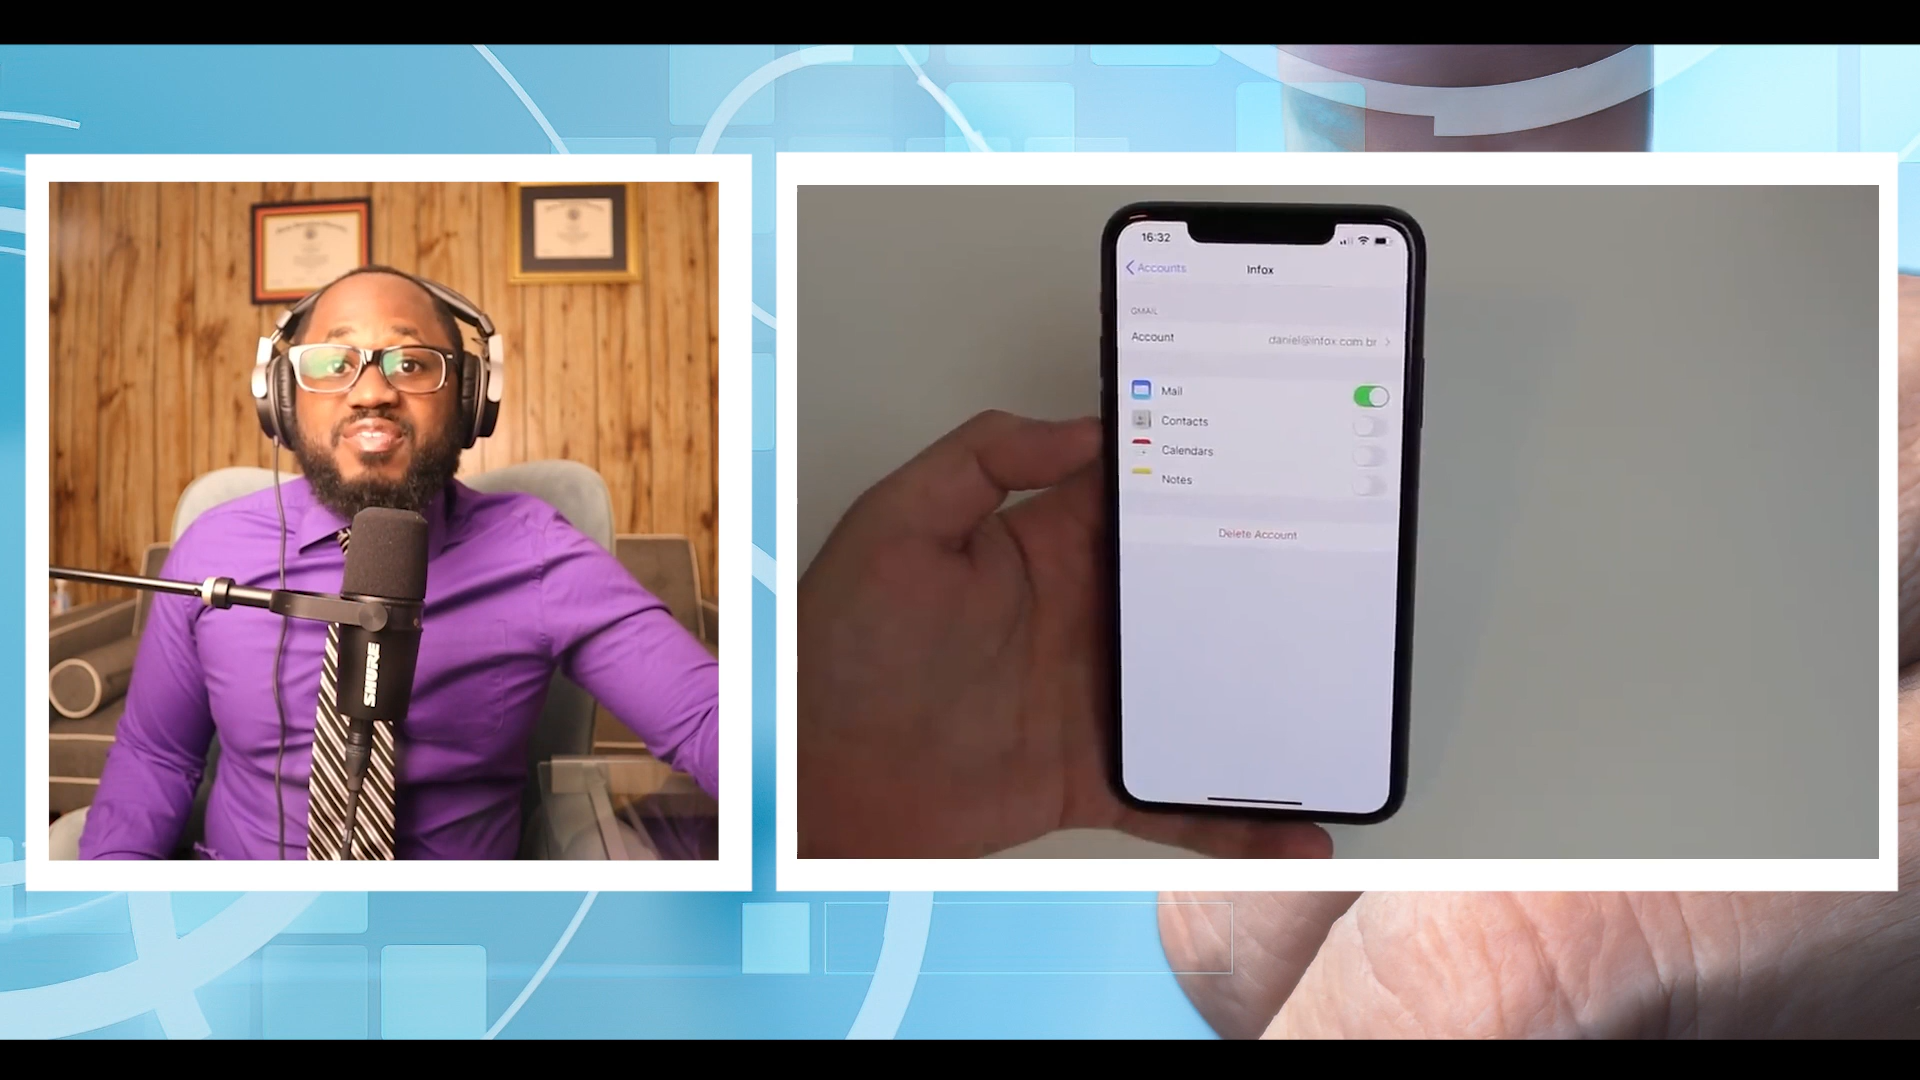 SHURE
16:32
Accounts
Infox
GMAIL
Account
daniel@infox.com.br
Mail
Contacts
Calendars
Notes
Delete Account